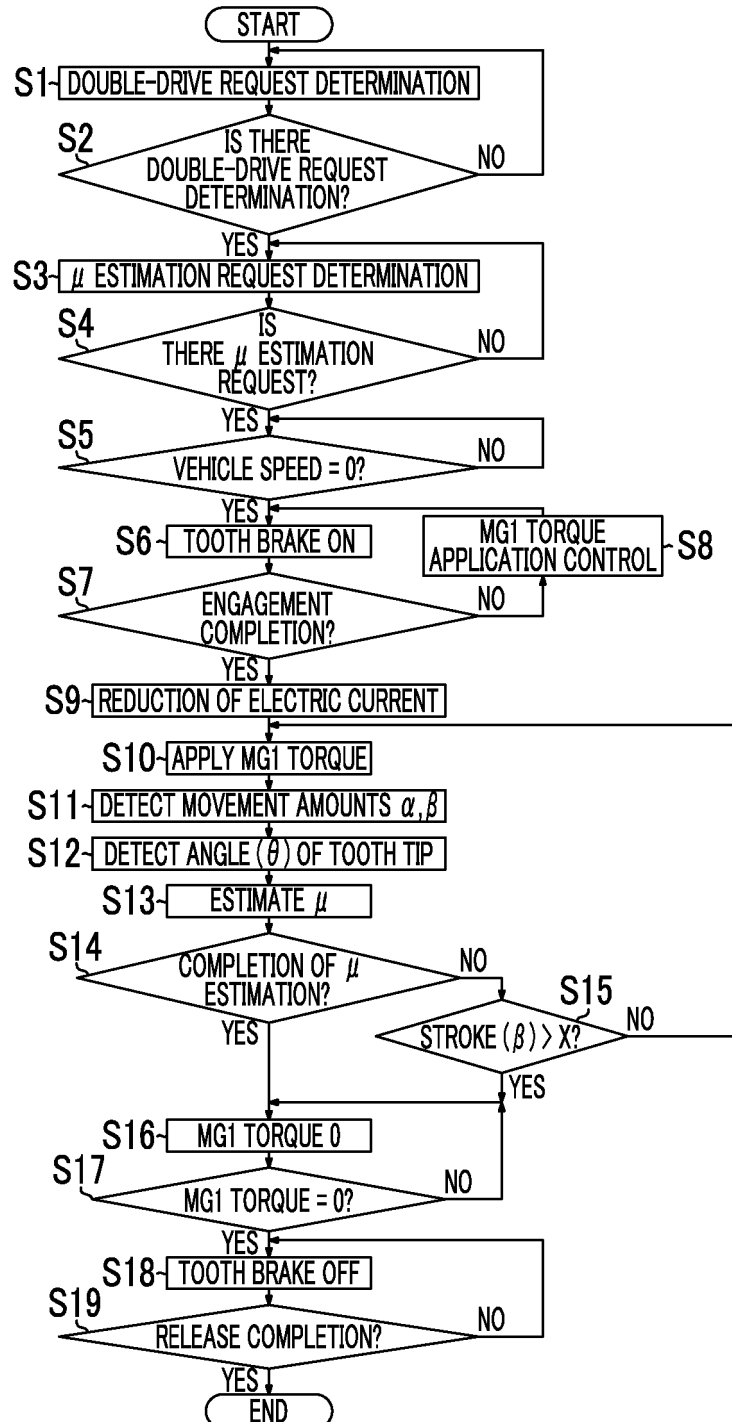 START
S1
DOUBLE-DRIVE REQUEST DETERMINATION
S2
IS THERE
DOUBLE-DRIVE REQUEST
DETERMINATION?
NO
YES
S3
μ ESTIMATION REQUEST DETERMINATION
S4
IS
THERE μ ESTIMATION
REQUEST?
NO
YES
S5
VEHICLE SPEED = 0?
NO
YES
S6
TOOTH BRAKE ON
MG1 TORQUE
APPLICATION CONTROL
S8
S7
ENGAGEMENT
COMPLETION?
NO
YES
S9
REDUCTION OF ELECTRIC CURRENT
S10
APPLY MG1 TORQUE
S11
DETECT MOVEMENT AMOUNTS α, β
S12
DETECT ANGLE (θ) OF TOOTH TIP
S13
ESTIMATE μ
S14
COMPLETION OF μ
ESTIMATION?
NO
YES
S15
STROKE (β) > X?
NO
YES
S16
MG1 TORQUE 0
S17
MG1 TORQUE = 0?
NO
YES
S18
TOOTH BRAKE OFF
S19
RELEASE COMPLETION?
NO
YES
END